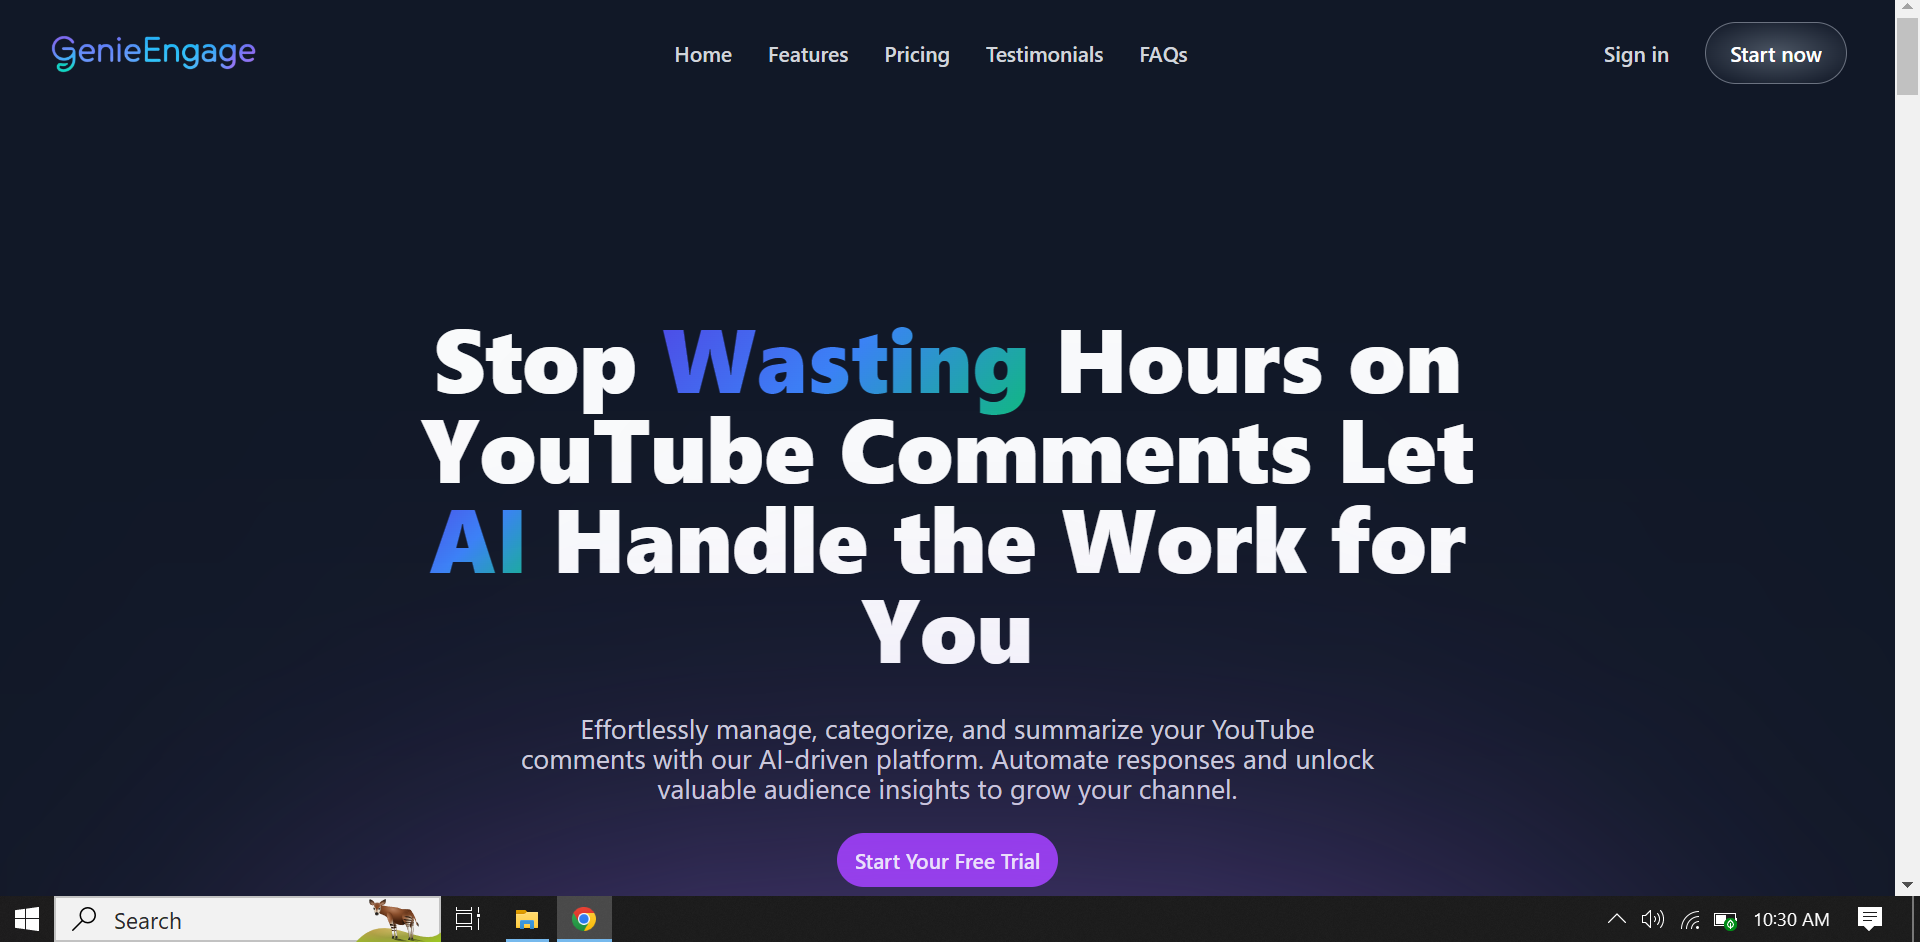 GenieEngage
Home Features Pricing Testimonials FAQs
Sign in Start now
Stop Wasting Hours on
YouTube Comments Let
AI Handle the Work for
You
Effortlessly manage, categorize, and summarize your YouTube
comments with our AI-driven platform. Automate responses and unlock
valuable audience insights to grow your channel.
Start Your Free Trial
Search
10:30 AM